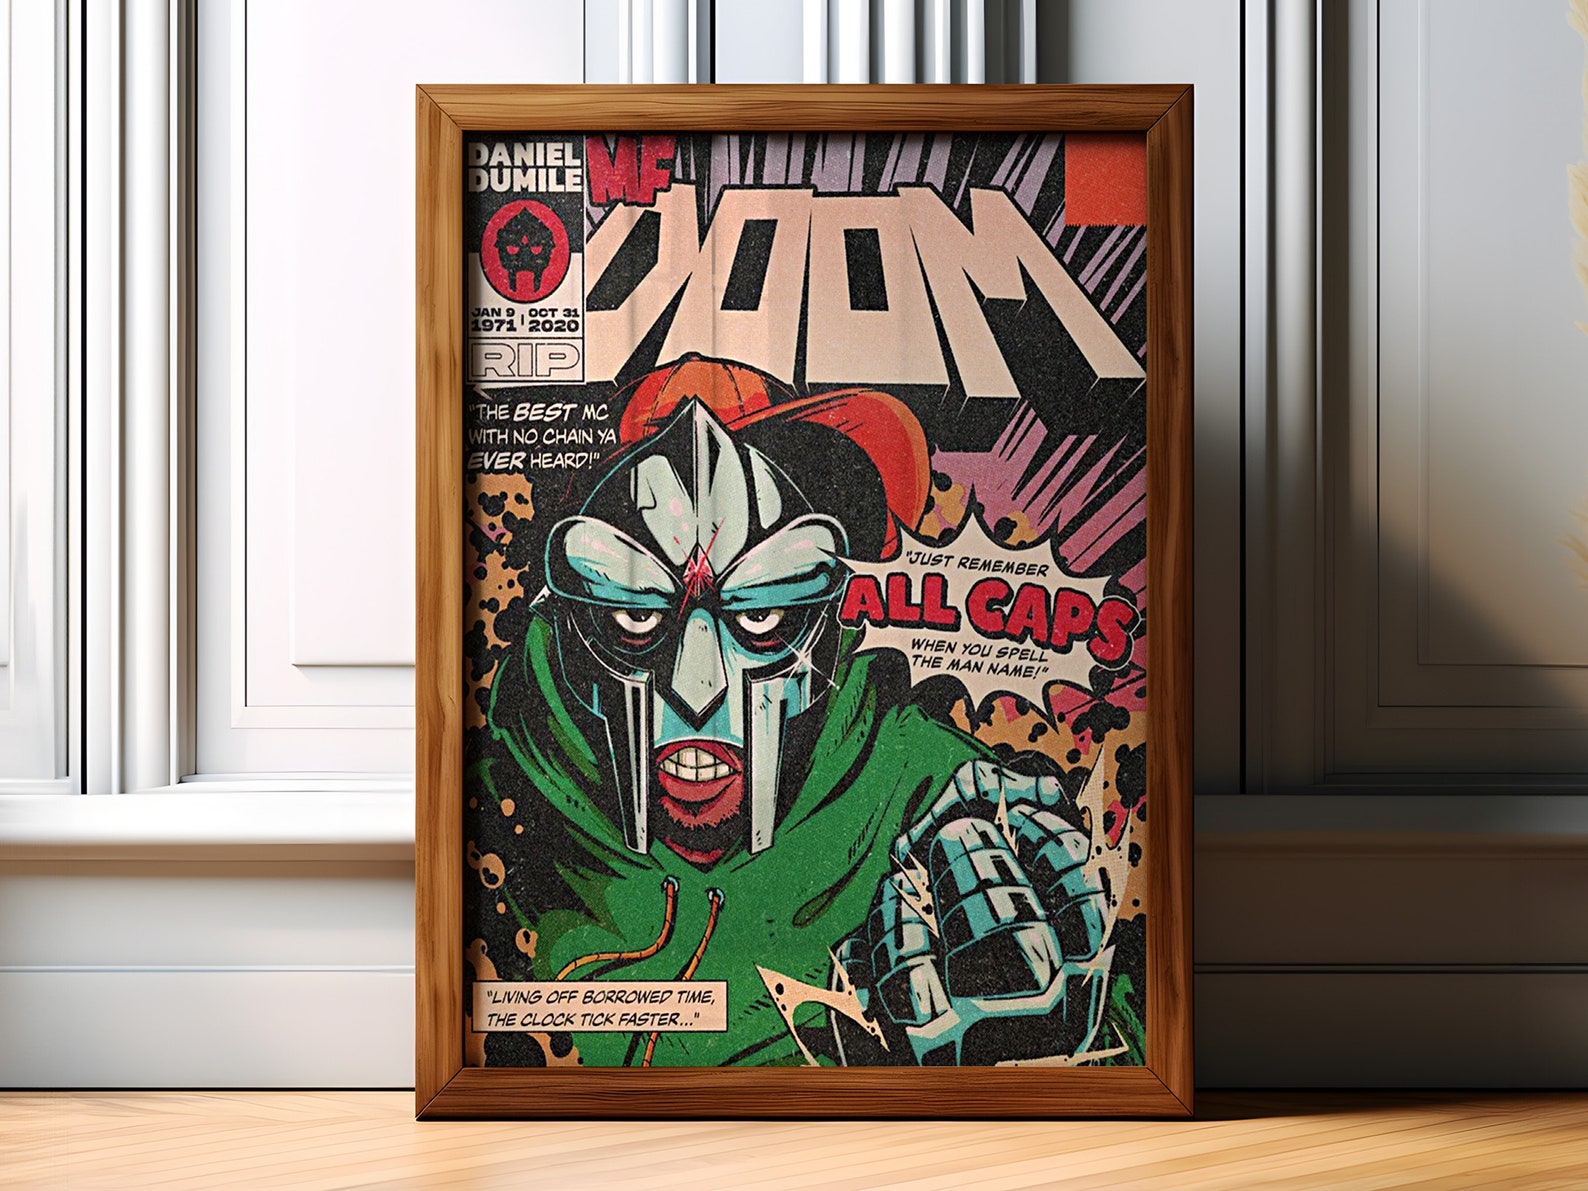 DANIEL
DUMILE
MF
DOOM
JAN 9 | OCT 31
1971 | 2020
RIP
"THE BEST MC
WITH NO CHAIN YA
EVER HEARD!"
"JUST REMEMBER
ALL CAPS
WHEN YOU SPELL
THE MAN NAME!"
"LIVING OFF BORROWED TIME,
THE CLOCK TICK FASTER..."